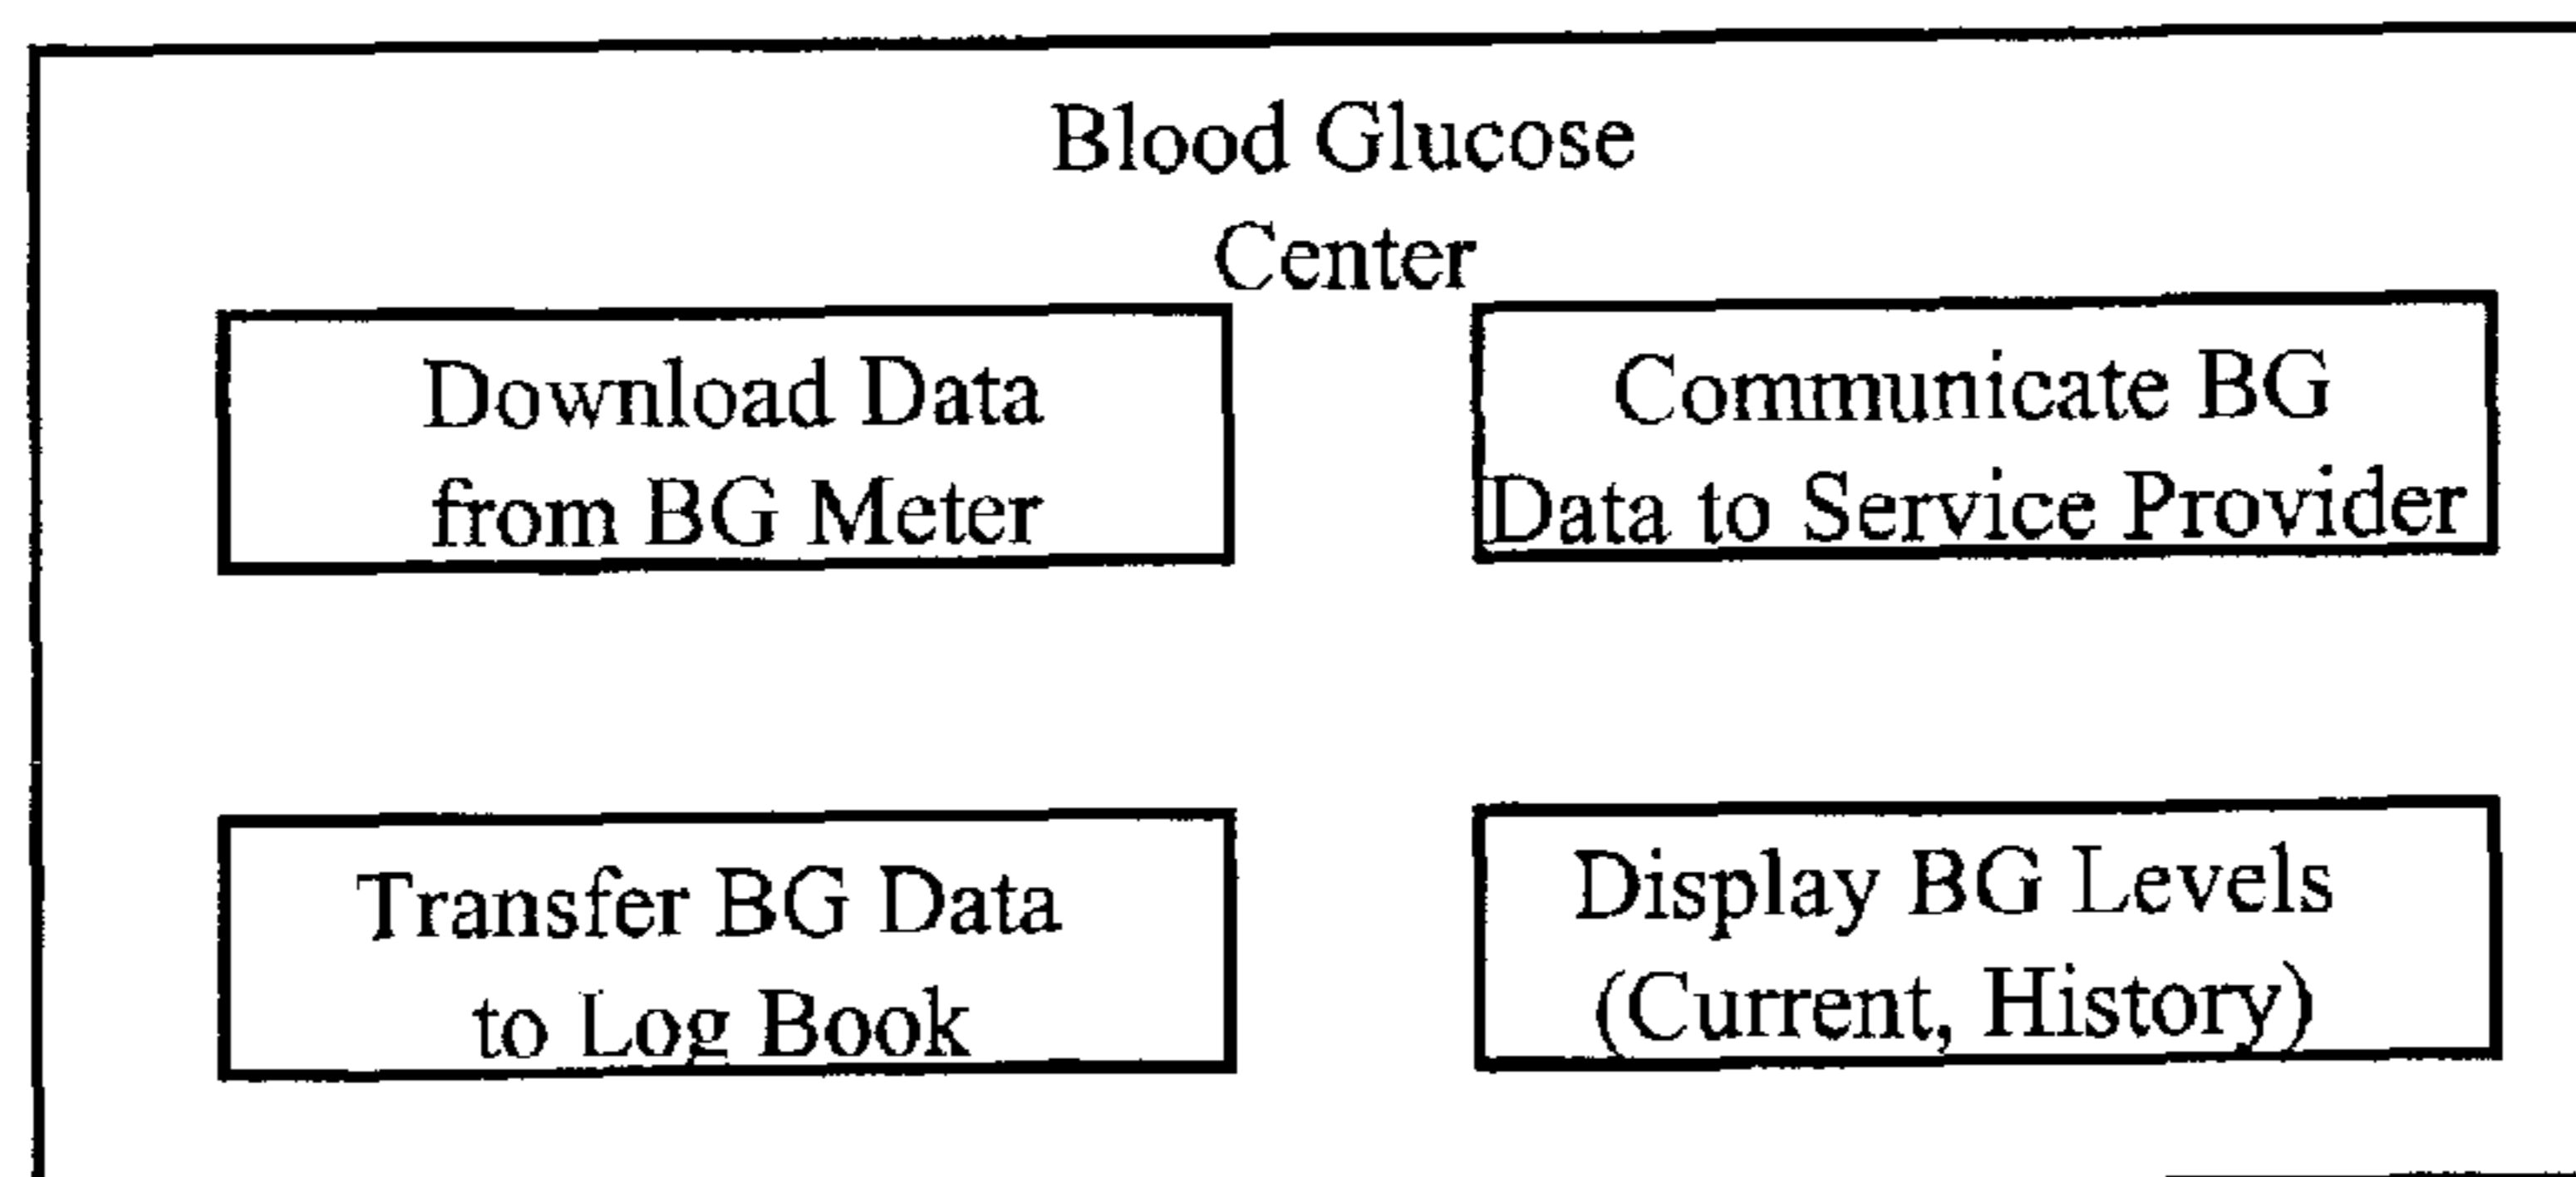 Blood Glucose
Center
Download Data
from BG Meter
Communicate BG
Data to Service Provider
Transfer BG Data
to Log Book
Display BG Levels
(Current, History)